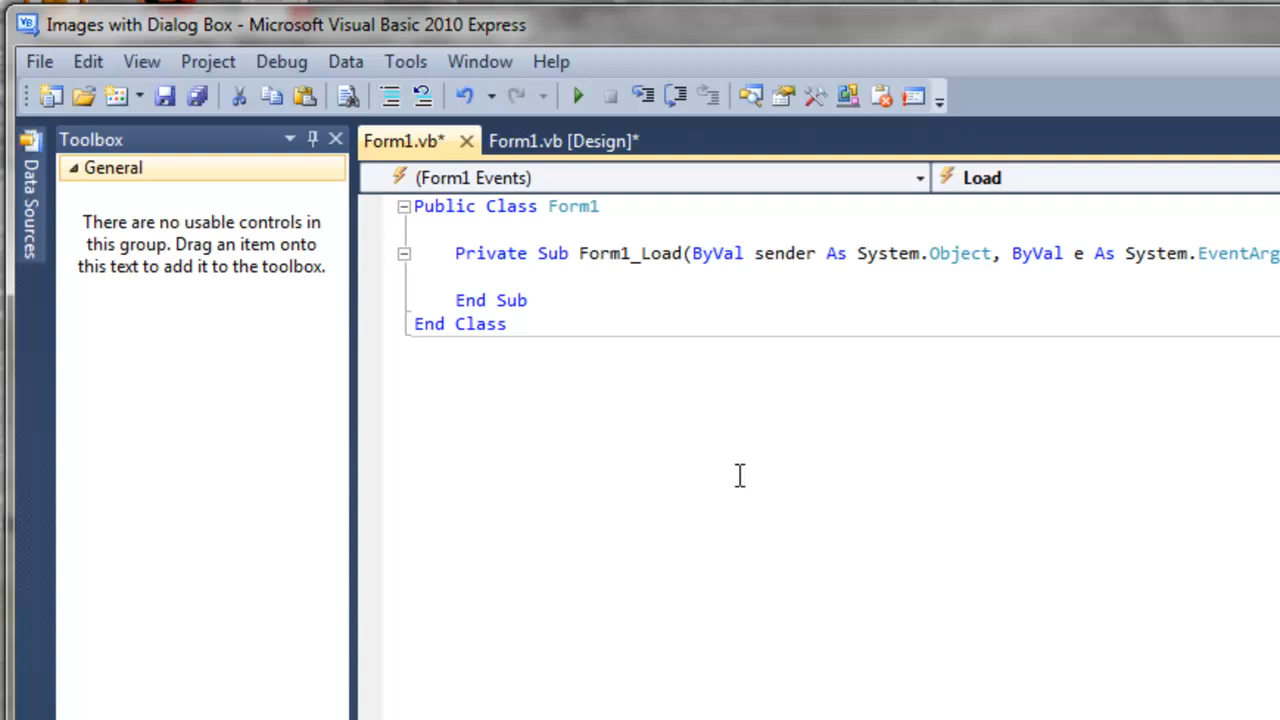 Images with Dialog Box - Microsoft Visual Basic 2010 Express
File Edit View Project Debug Data Tools Window Help
Toolbox
Form1.vb*
Form1.vb [Design]*
General
(Form1 Events)
Load
Data Sources
There are no usable controls in
this group. Drag an item onto
this text to add it to the toolbox.
Public Class Form1
Private Sub Form1_Load(ByVal sender As System.Object, ByVal e As System.EventArg
End Sub
End Class